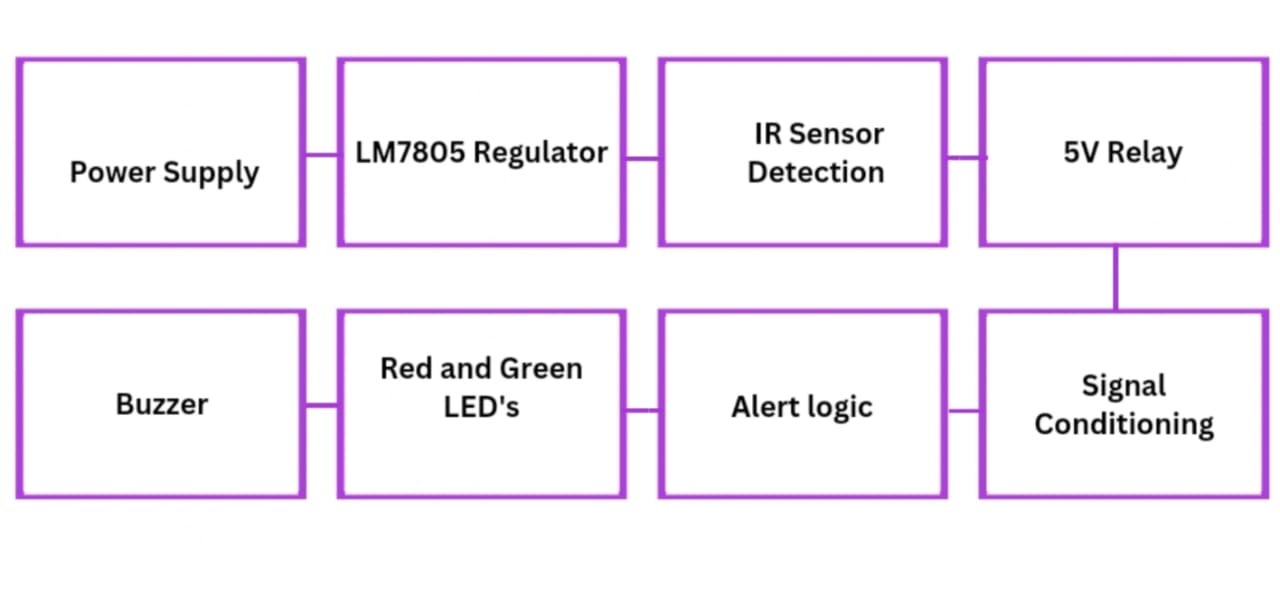 Power Supply
LM7805 Regulator
IR Sensor
Detection
5V Relay
Buzzer
Red and Green
LED's
Alert logic
Signal
Conditioning